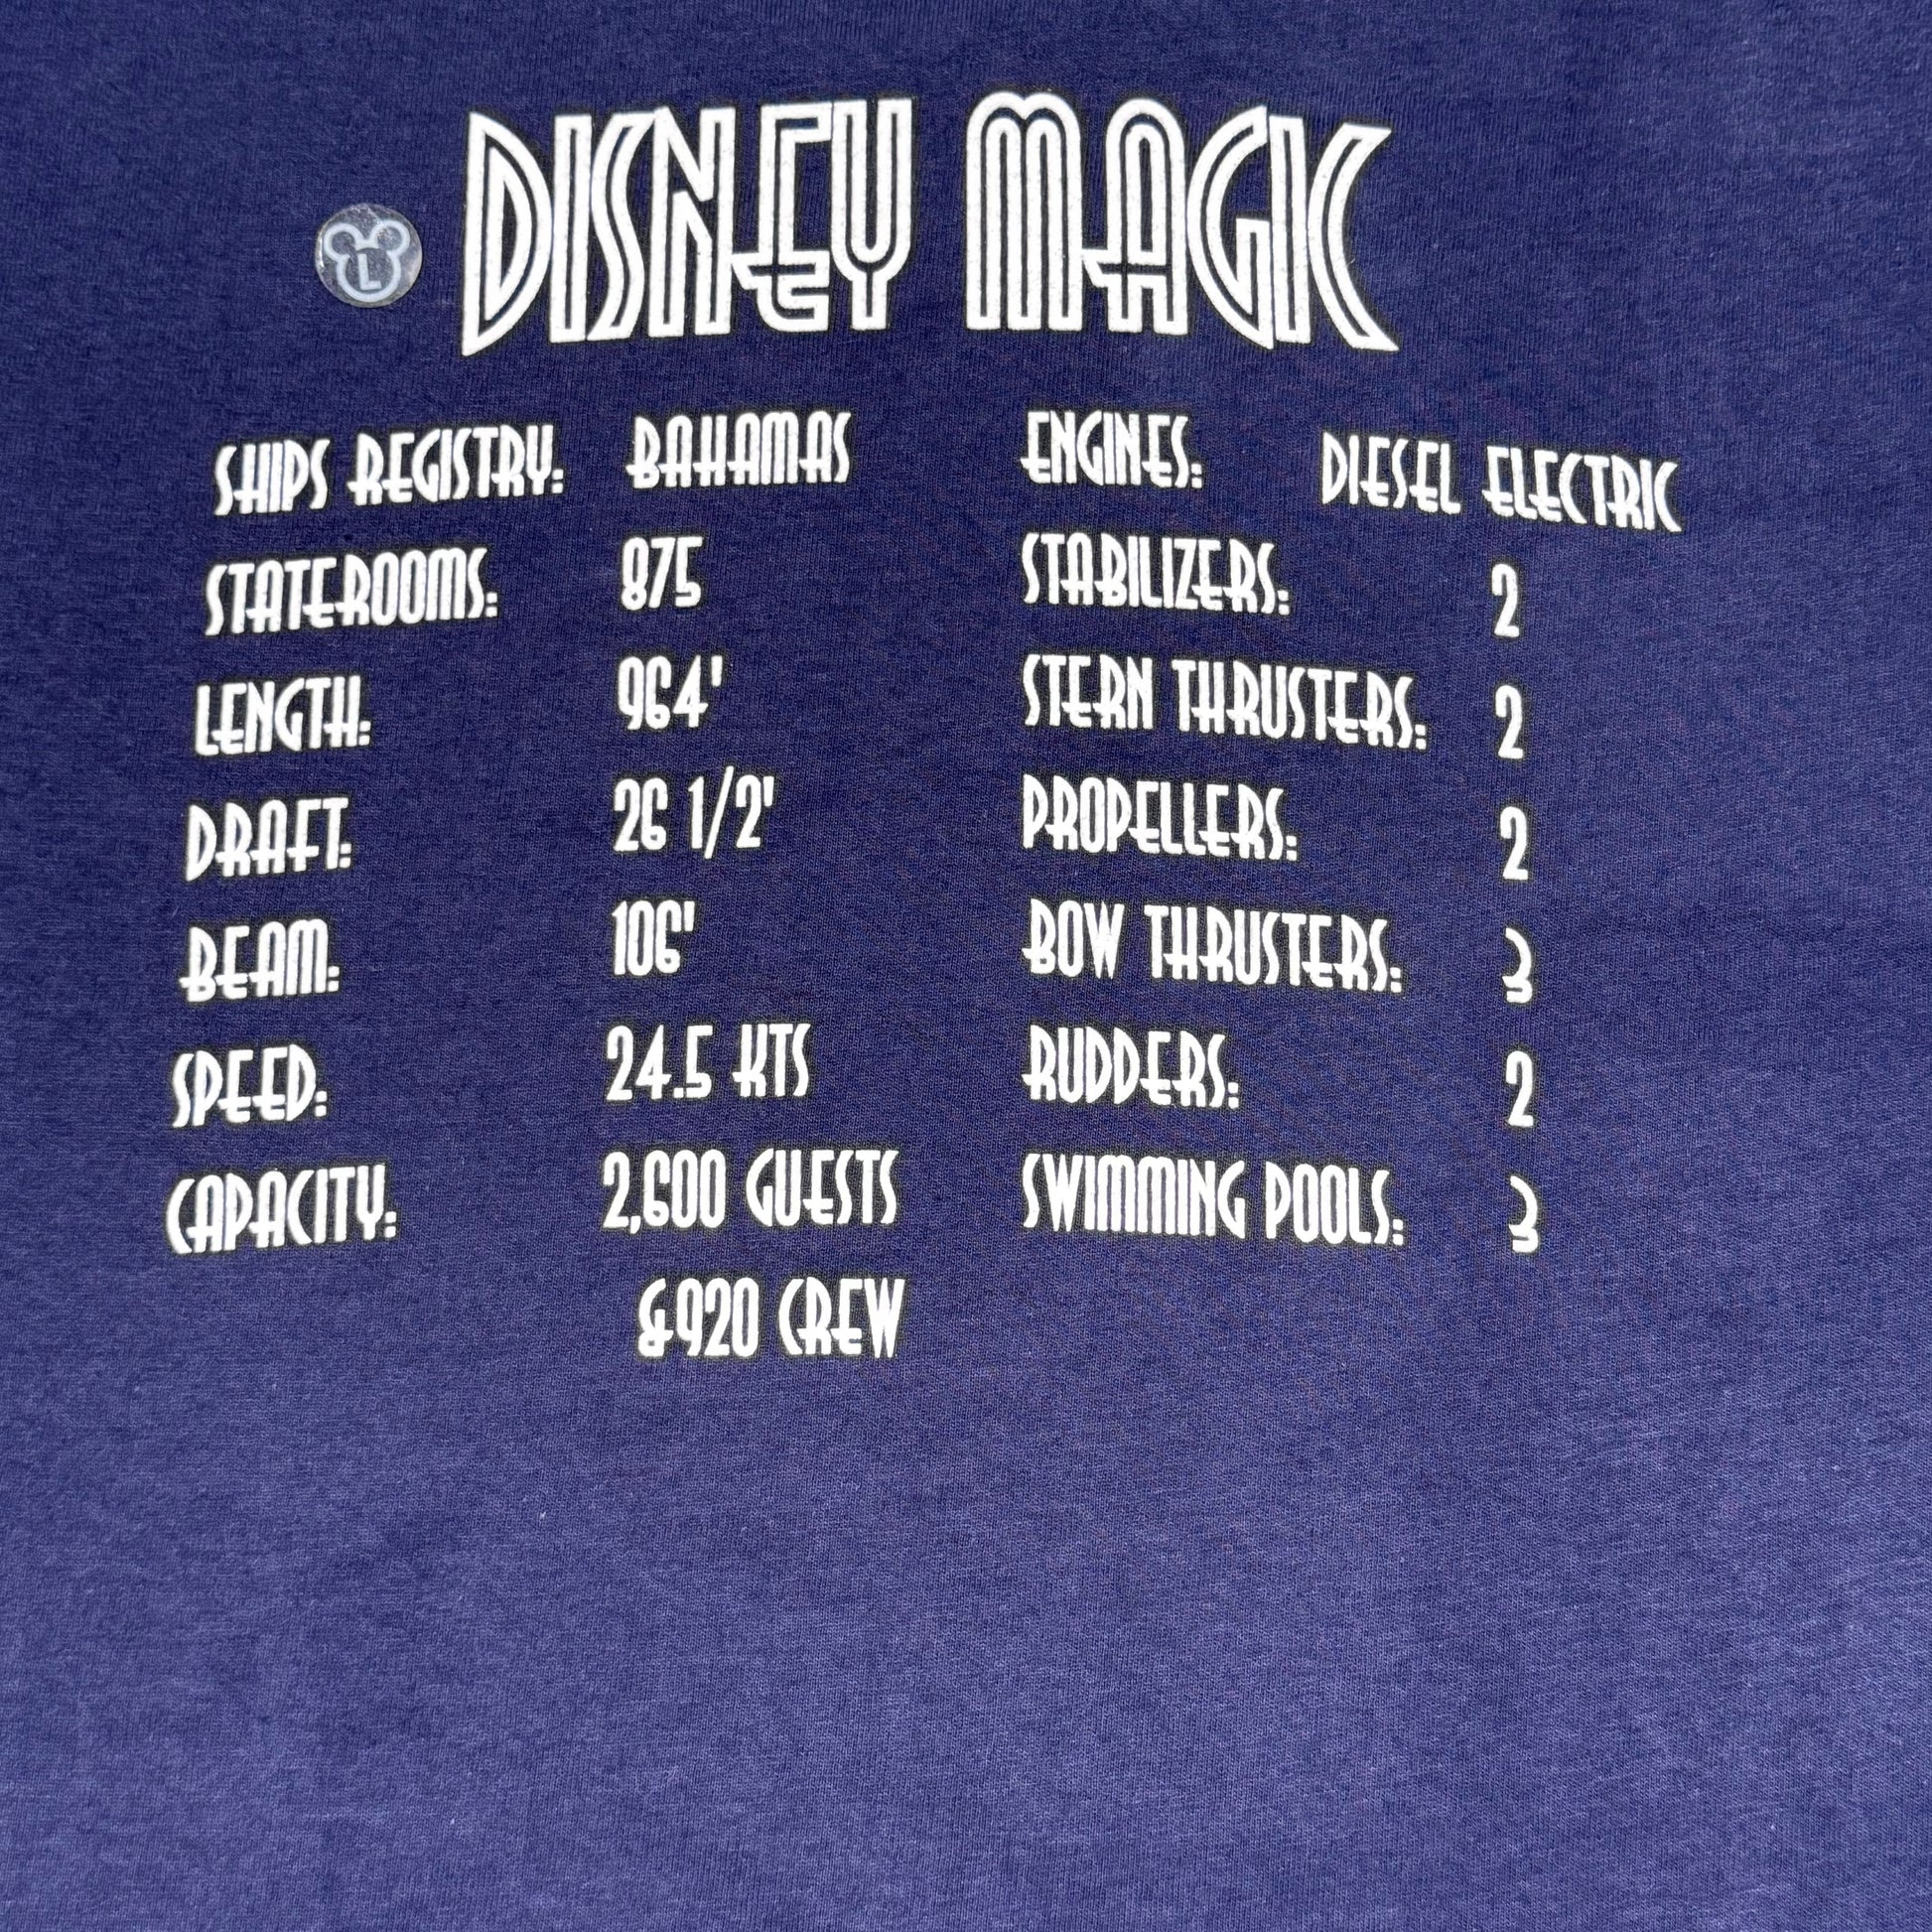 DISNEY MAGIC
L
SHIPS REGISTRY: BAHAMAS
STATEROOMS: 875
LENGTH: 964'
DRAFT: 26 1/2'
BEAM: 106'
SPEED: 24.5 KTS
CAPACITY: 2,600 GUESTS
&920 CREW
ENGINES: DIESEL ELECTRIC
STABILIZERS: 2
STERN THRUSTERS: 2
PROPELLERS: 2
BOW THRUSTERS: 3
RUDDERS: 2
SWIMMING POOLS: 3